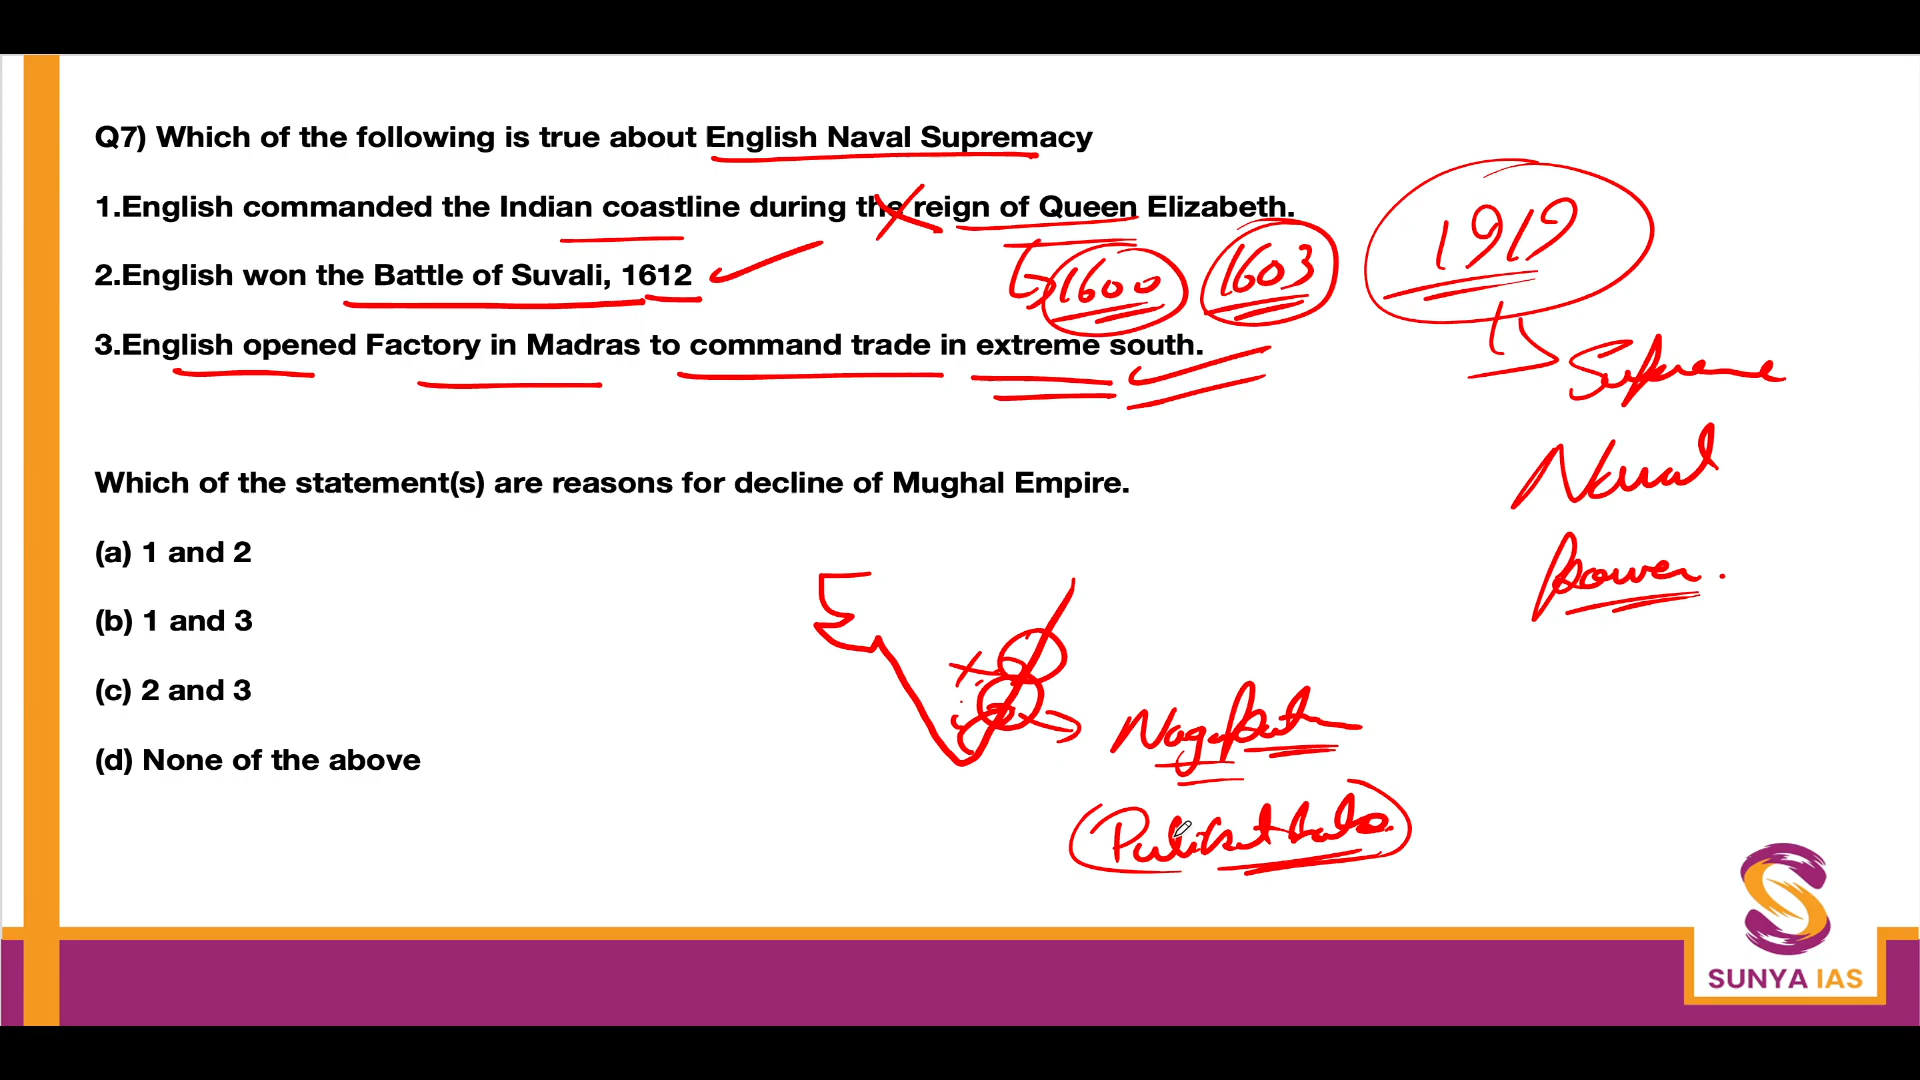 Q7) Which of the following is true about English Naval Supremacy
1.English commanded the Indian coastline during the reign of Queen Elizabeth.
1919
2.English won the Battle of Suvali, 1612
1600 1603
3.English opened Factory in Madras to command trade in extreme south.
Supreme
Naval
Which of the statement(s) are reasons for decline of Mughal Empire.
(a) 1 and 2
power.
(b) 1 and 3
(c) 2 and 3
(d) None of the above
SUNYA IAS